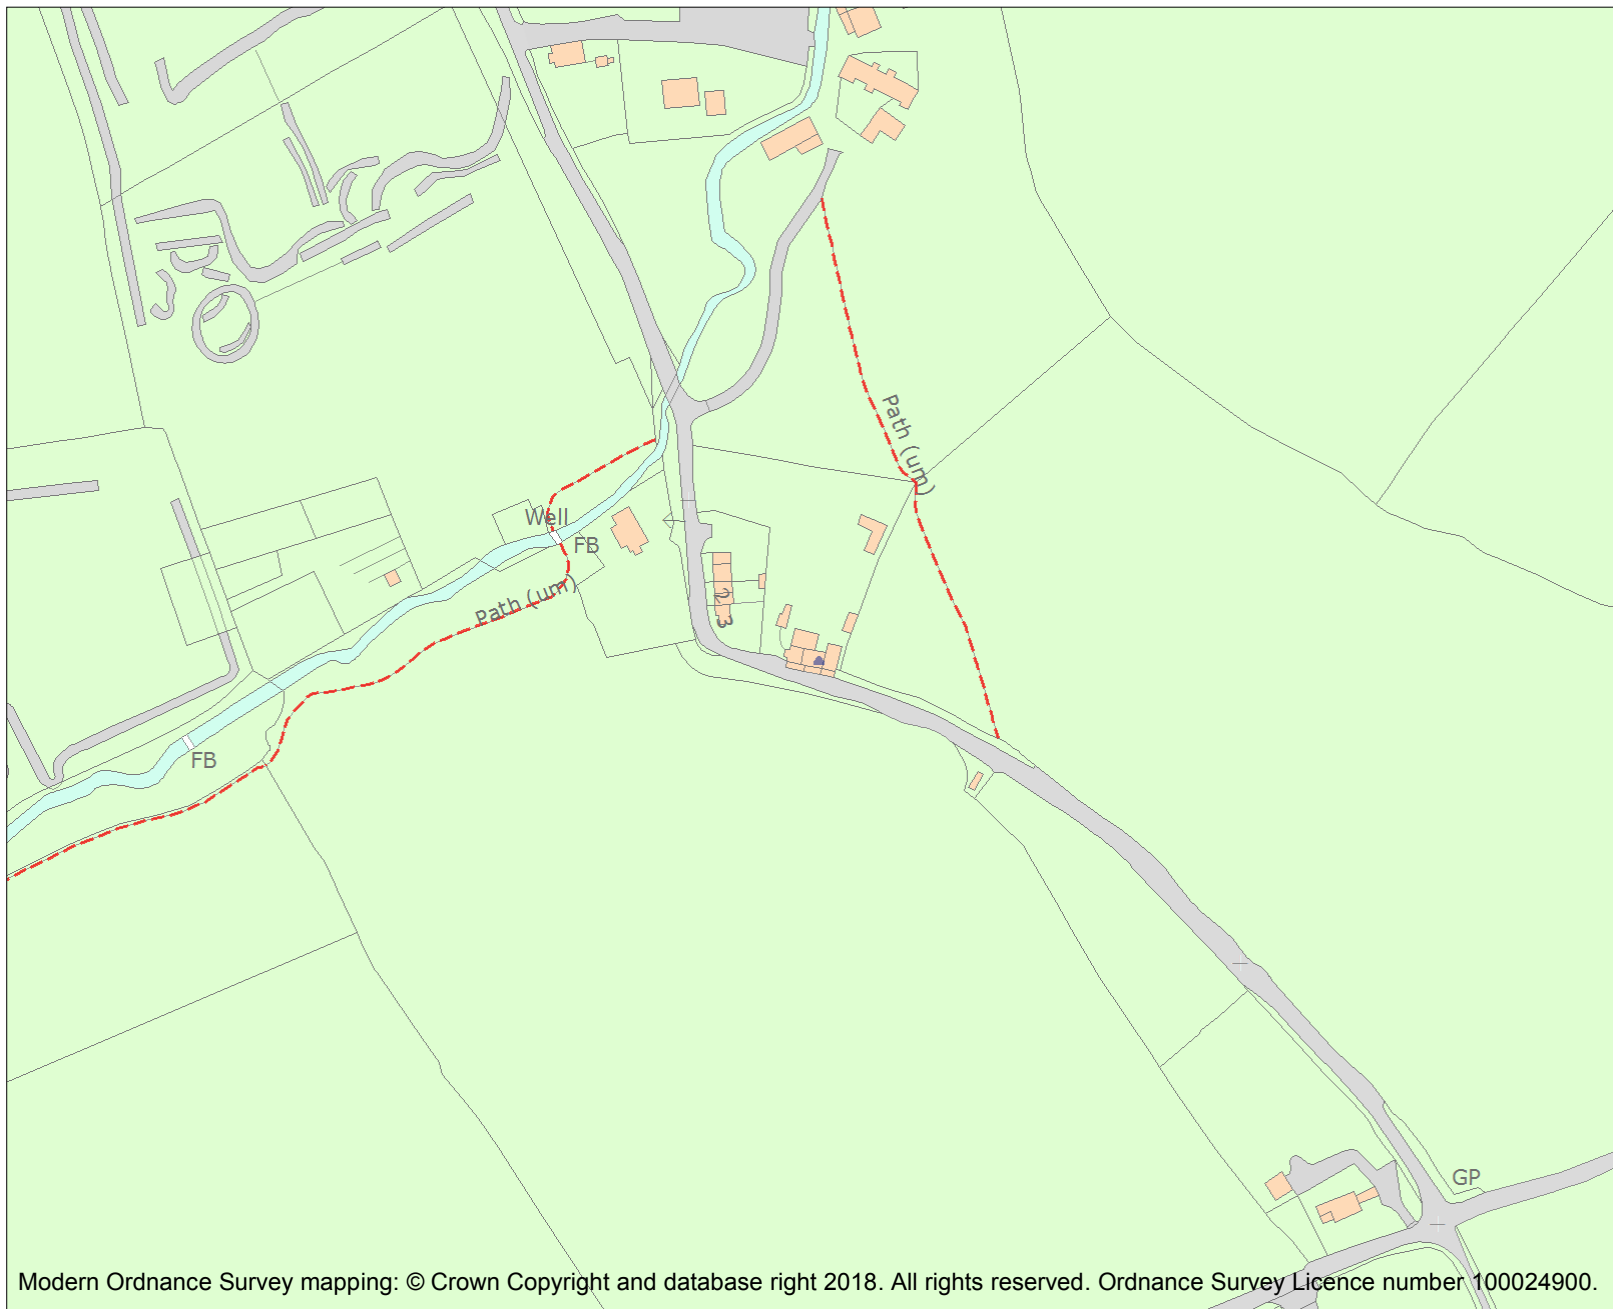 Path (um)
Well
FB
Path (um)
2
3
FB
GP
Modern Ordnance Survey mapping: © Crown Copyright and database right 2018. All rights reserved. Ordnance Survey Licence number 100024900.